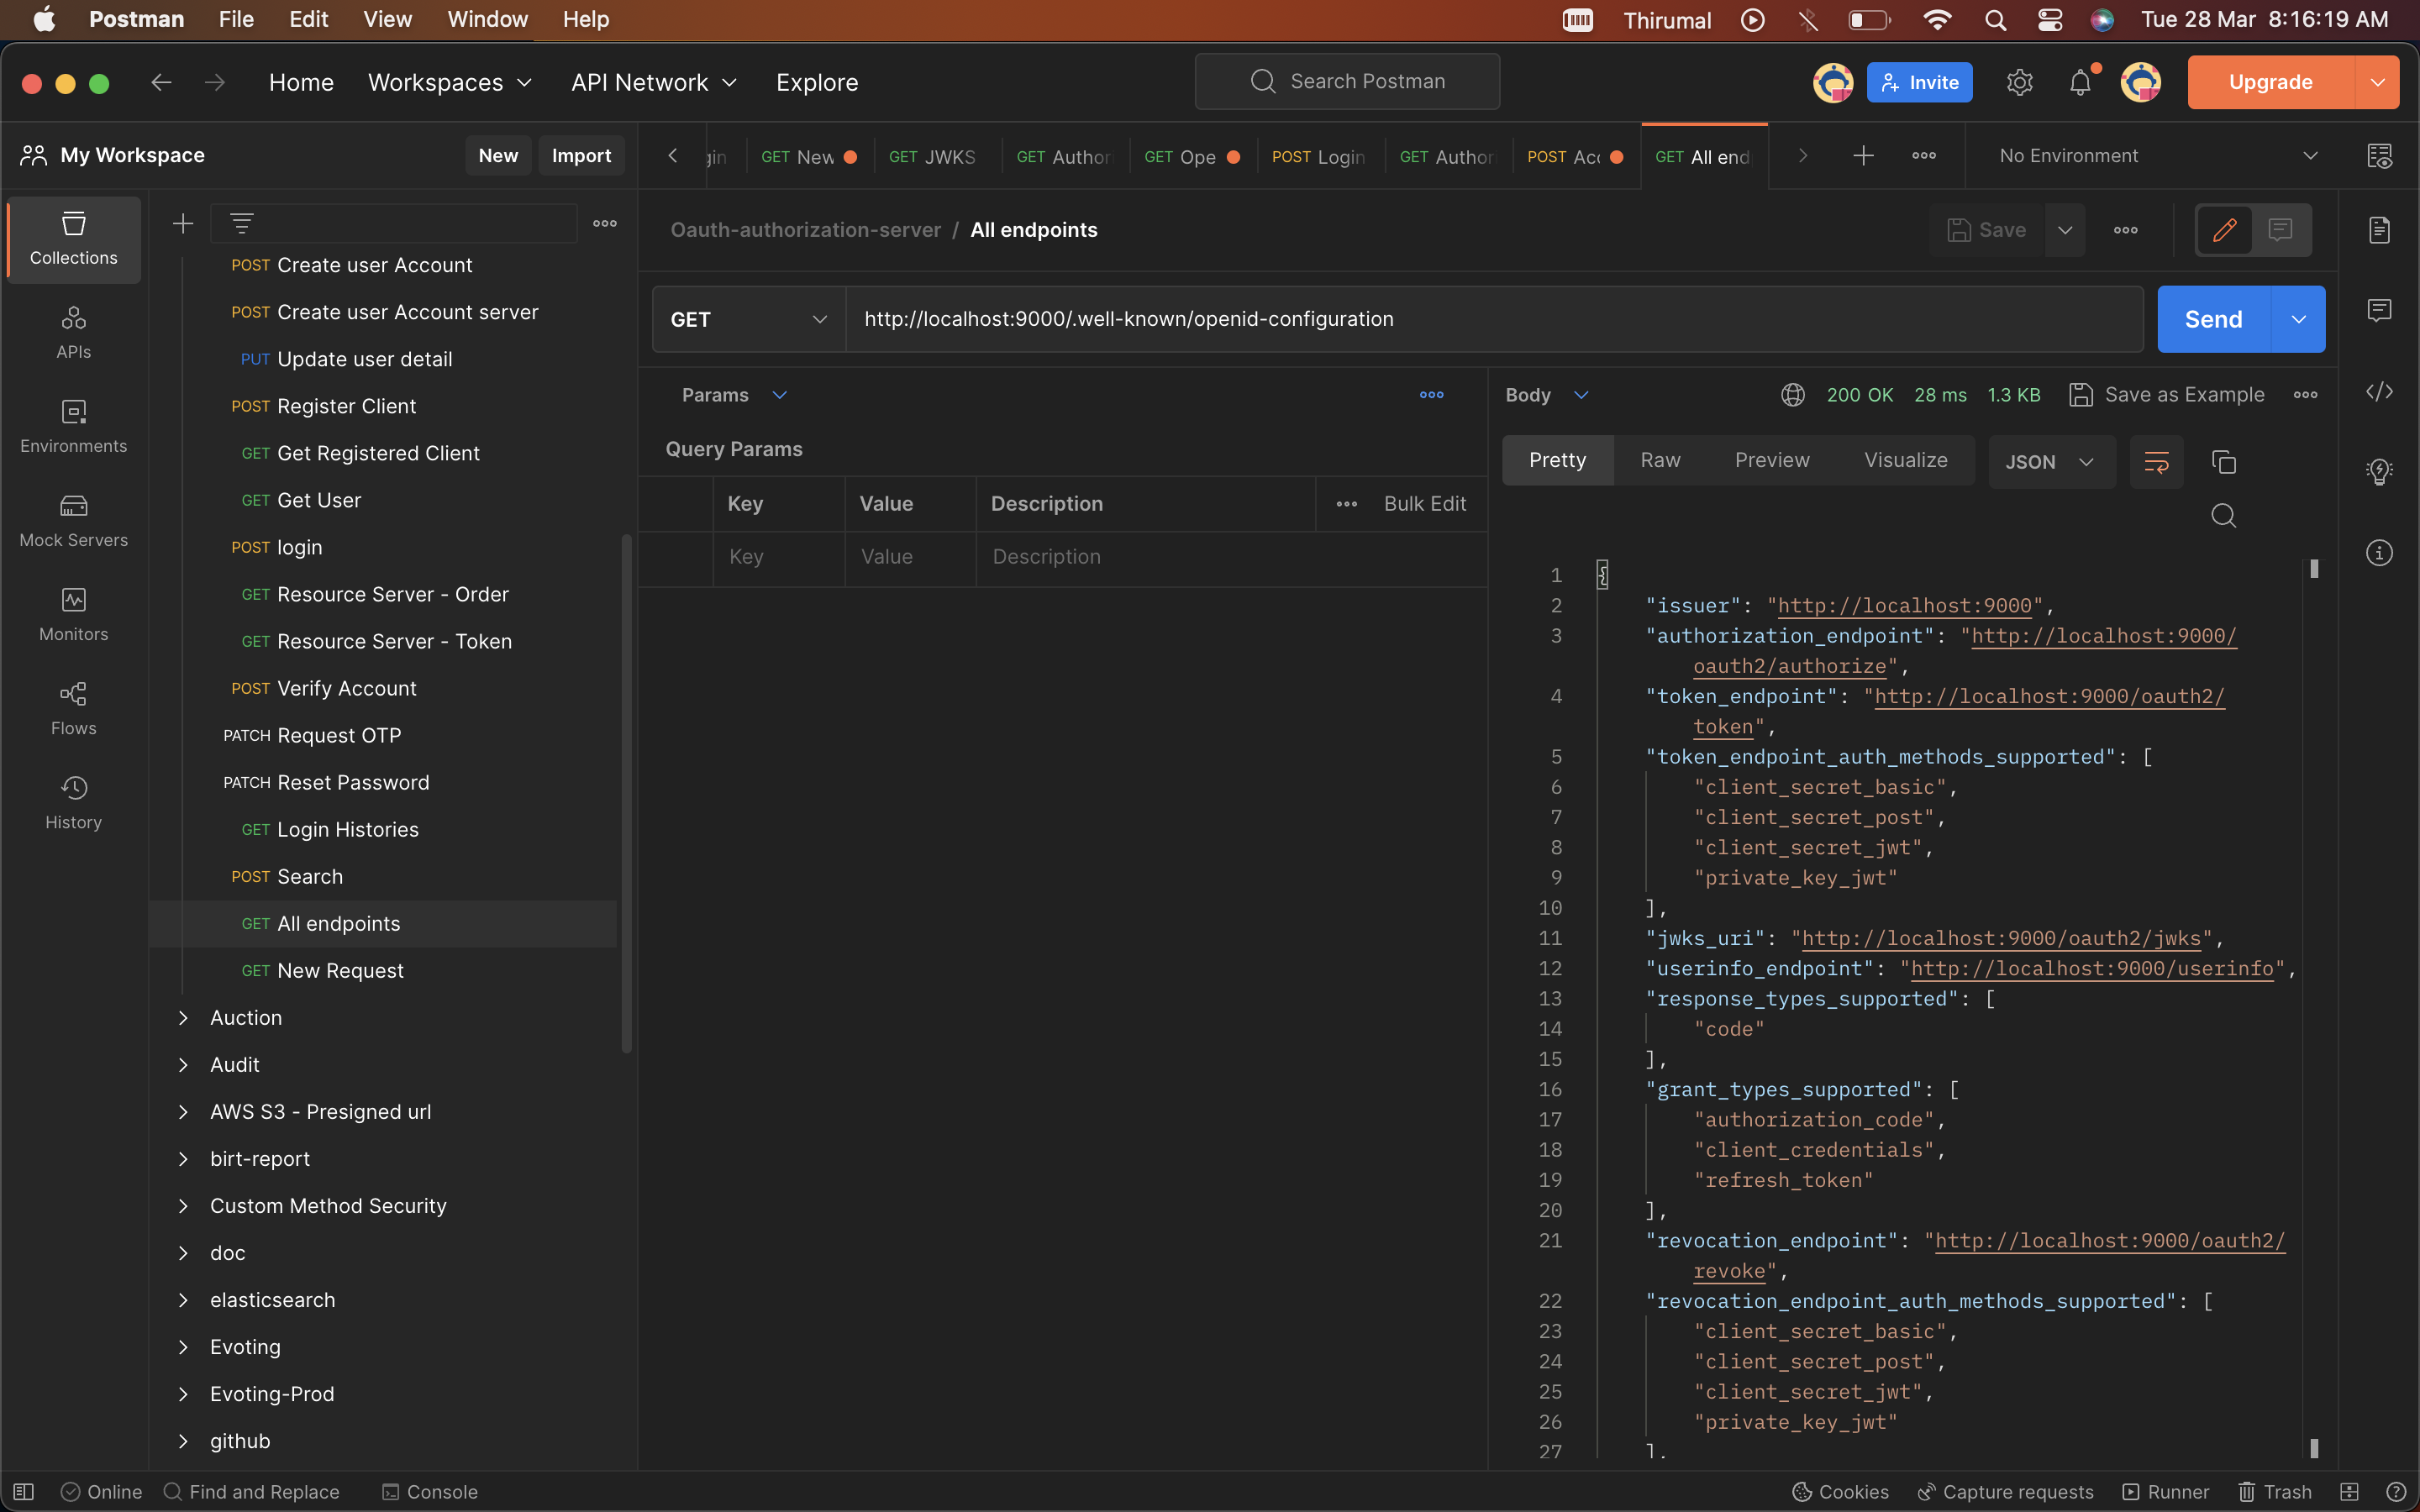 Postman File Edit View Window Help Thirumal Tue 28 Mar 8:16:19 AM
Home Workspaces API Network Explore Search Postman Invite Upgrade
My Workspace New Import
gin GET New GET JWKS GET Author GET Ope POST Login GET Author POST Acc GET All end No Environment
Collections
APIs
Environments
Mock Servers
Monitors
Flows
History
POST Create user Account
POST Create user Account server
PUT Update user detail
POST Register Client
GET Get Registered Client
GET Get User
POST login
GET Resource Server - Order
GET Resource Server - Token
POST Verify Account
PATCH Request OTP
PATCH Reset Password
GET Login Histories
POST Search
GET All endpoints
GET New Request
Auction
Audit
AWS S3 - Presigned url
birt-report
Custom Method Security
doc
elasticsearch
Evoting
Evoting-Prod
github
Oauth-authorization-server / All endpoints Save
GET http://localhost:9000/.well-known/openid-configuration Send
Params
Query Params
Key Value Description Bulk Edit
Key Value Description
Body 200 OK 28 ms 1.3 KB Save as Example
Pretty Raw Preview Visualize JSON
1 {
2 "issuer": "http://localhost:9000",
3 "authorization_endpoint": "http://localhost:9000/
oauth2/authorize",
4 "token_endpoint": "http://localhost:9000/oauth2/
token",
5 "token_endpoint_auth_methods_supported": [
6 "client_secret_basic",
7 "client_secret_post",
8 "client_secret_jwt",
9 "private_key_jwt"
10 ],
11 "jwks_uri": "http://localhost:9000/oauth2/jwks",
12 "userinfo_endpoint": "http://localhost:9000/userinfo",
13 "response_types_supported": [
14 "code"
15 ],
16 "grant_types_supported": [
17 "authorization_code",
18 "client_credentials",
19 "refresh_token"
20 ],
21 "revocation_endpoint": "http://localhost:9000/oauth2/
revoke",
22 "revocation_endpoint_auth_methods_supported": [
23 "client_secret_basic",
24 "client_secret_post",
25 "client_secret_jwt",
26 "private_key_jwt"
27 ],
Online Find and Replace Console Cookies Capture requests Runner Trash